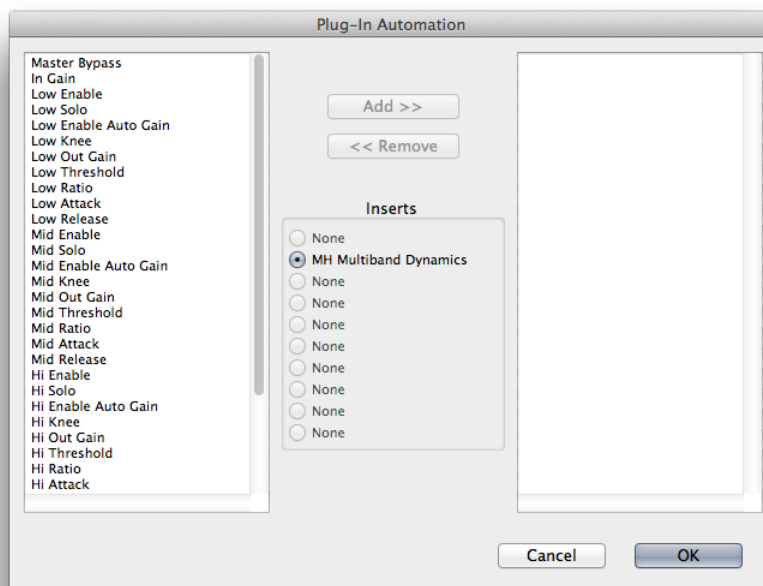 Plug-In Automation
Master Bypass
In Gain
Low Enable
Low Solo
Low Enable Auto Gain
Low Knee
Low Out Gain
Low Threshold
Low Ratio
Low Attack
Low Release
Mid Enable
Mid Solo
Mid Enable Auto Gain
Mid Knee
Mid Out Gain
Mid Threshold
Mid Ratio
Mid Attack
Mid Release
Hi Enable
Hi Solo
Hi Enable Auto Gain
Hi Knee
Hi Out Gain
Hi Threshold
Hi Ratio
Hi Attack
Add >>
<< Remove
Inserts
None
MH Multiband Dynamics
None
None
None
None
None
None
None
None
Cancel
OK